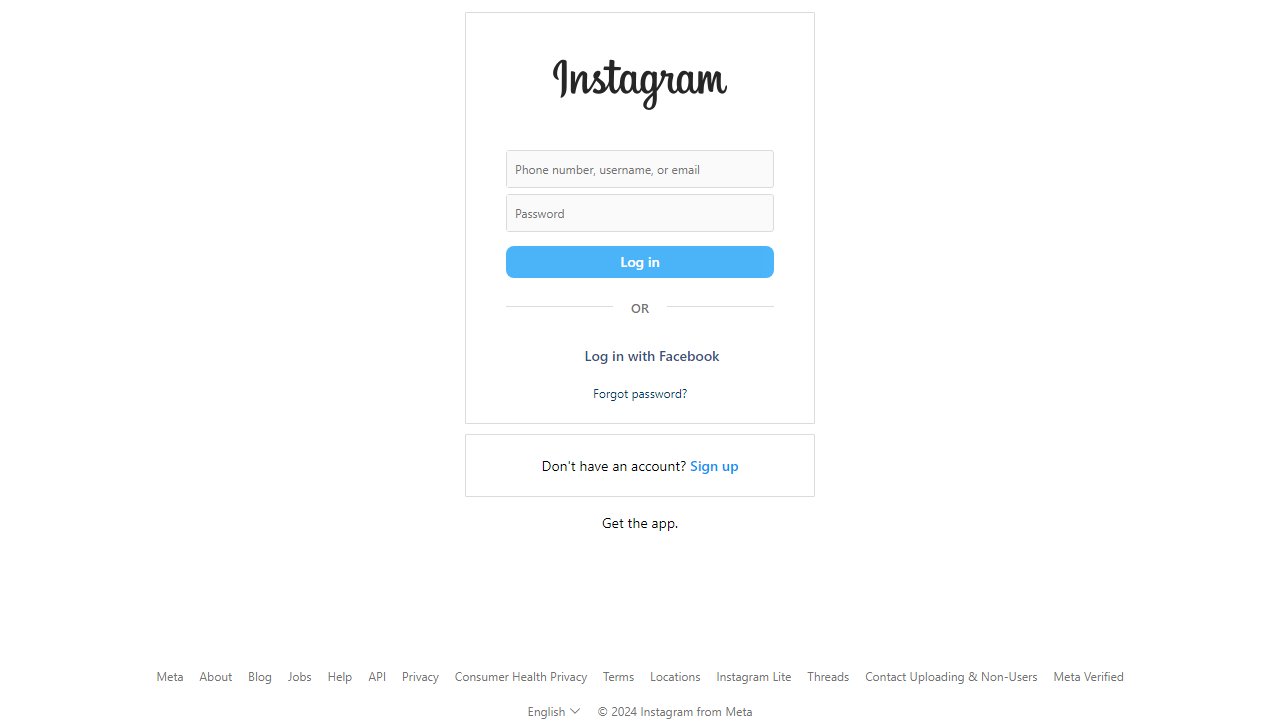 Instagram
Phone number, username, or email
Password
Log in
OR
Log in with Facebook
Forgot password?
Don't have an account? Sign up
Get the app.
Meta About Blog Jobs Help API Privacy Consumer Health Privacy Terms Locations Instagram Lite Threads Contact Uploading & Non-Users Meta Verified
English © 2024 Instagram from Meta